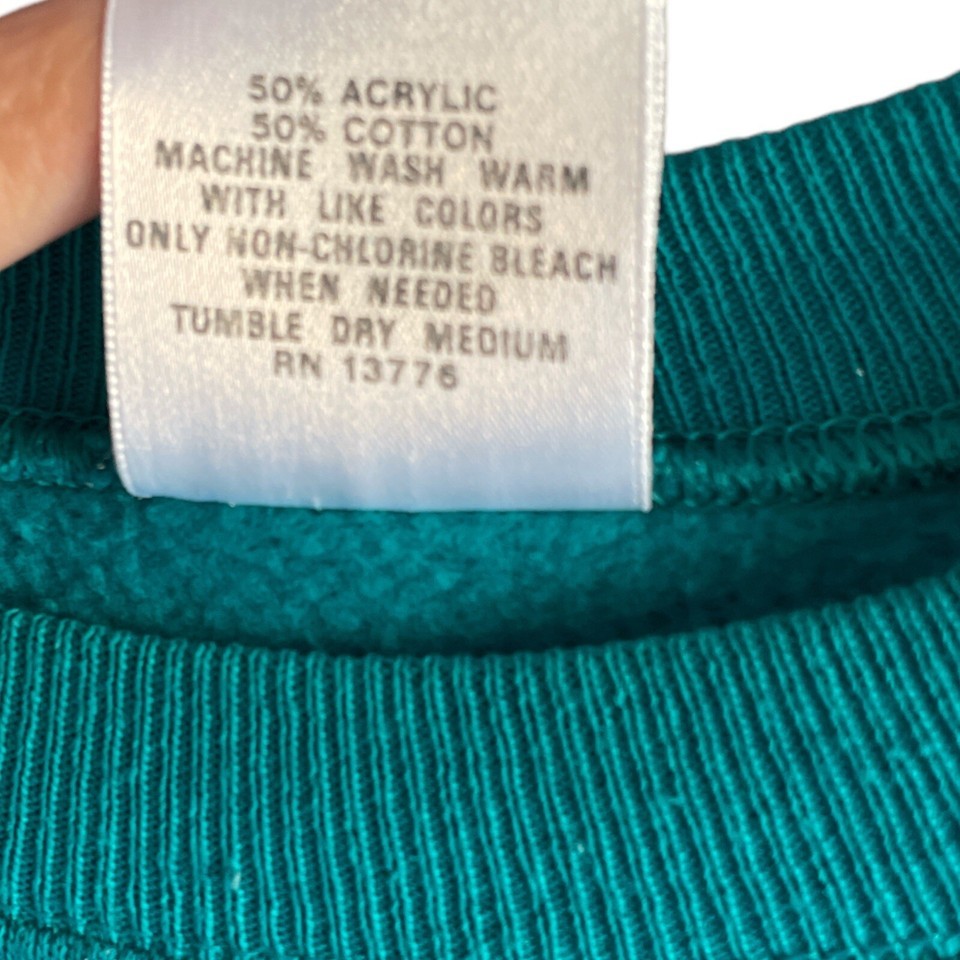 50% ACRYLIC
50% COTTON
MACHINE WASH WARM
WITH LIKE COLORS
ONLY NON-CHLORINE BLEACH
WHEN NEEDED
TUMBLE DRY MEDIUM
RN 13776